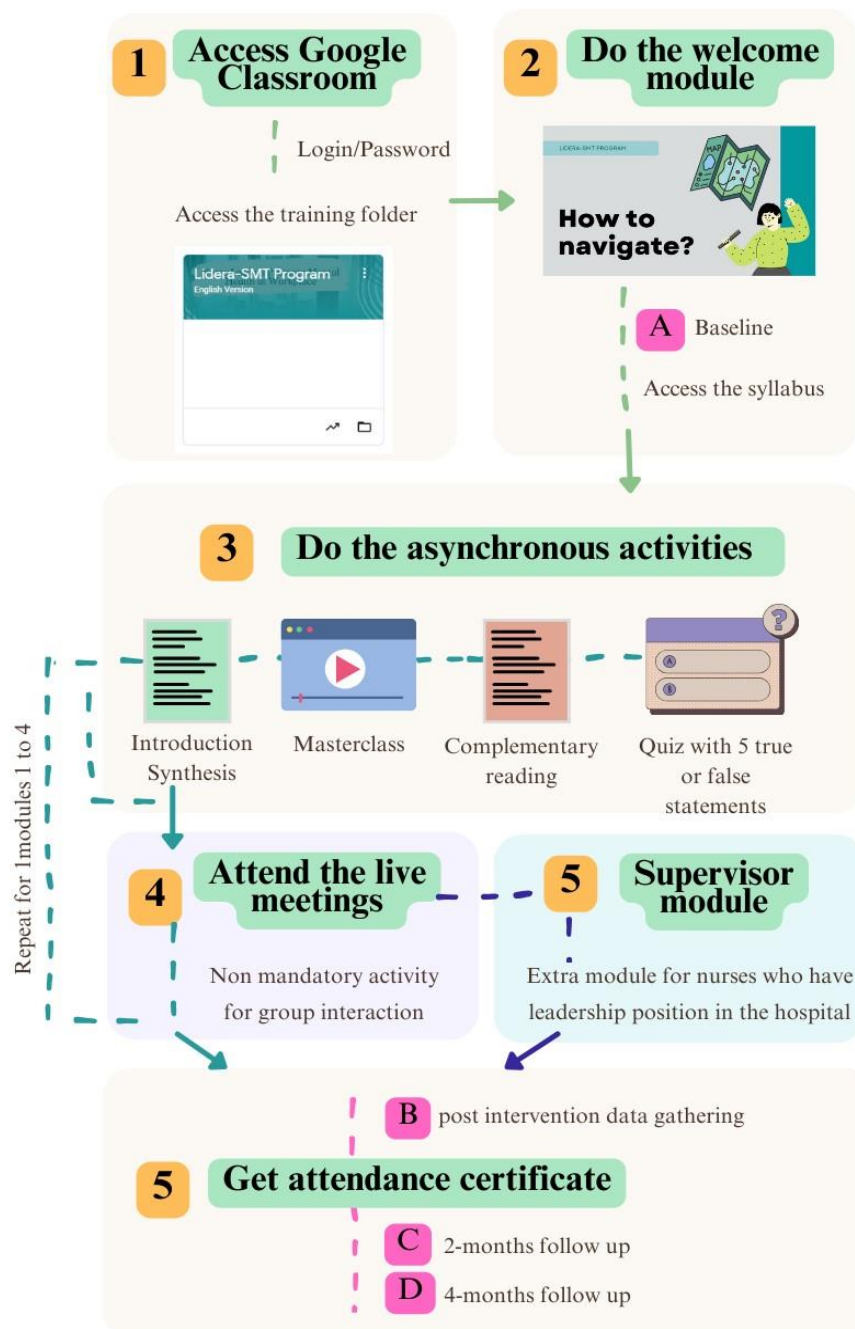 1
Access Google
Classroom
Login/Password
Access the training folder
Lidera-SMT Program
English Version
2
Do the welcome
module
LIDERA-SMT PROGRAM
MAP
How to
navigate?
A Baseline
Access the syllabus
3 Do the asynchronous activities
Introduction
Synthesis
Masterclass
Complementary
reading
?
A
B
Quiz with 5 true
or false
statements
Repeat for 1modules 1 to 4
4
Attend the live
meetings
Non mandatory activity
for group interaction
5
Supervisor
module
Extra module for nurses who have
leadership position in the hospital
B post intervention data gathering
5 Get attendance certificate
C 2-months follow up
D 4-months follow up